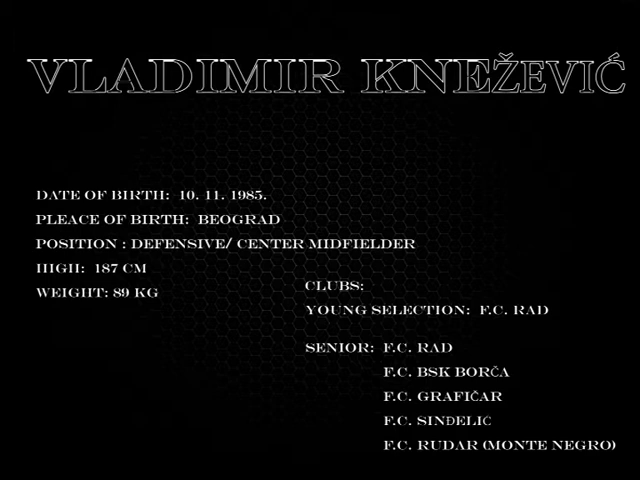 VLADIMIR KNEŽEVIĆ
DATE OF BIRTH: 10. 11. 1985.
PLEACE OF BIRTH: BEOGRAD
POSITION : DEFENSIVE/ CENTER MIDFIELDER
HIGH: 187 CM
WEIGHT: 89 KG
CLUBS:
YOUNG SELECTION: F.C. RAD
SENIOR: F.C. RAD
F.C. BSK BORČA
F.C. GRAFIČAR
F.C. SINĐELIĆ
F.C. RUDAR (MONTE NEGRO)